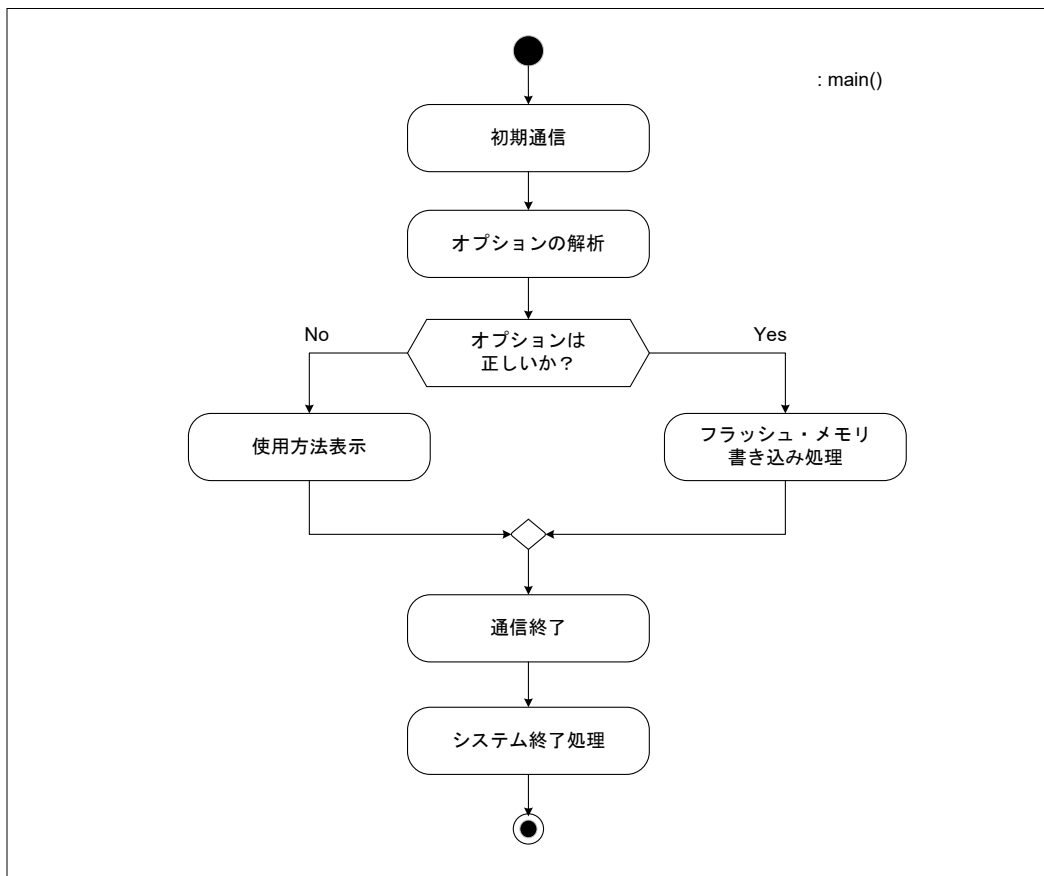 : main()
初期通信
オプションの解析
オプションは
正しいか？
No
Yes
使用方法表示
フラッシュ・メモリ
書き込み処理
通信終了
システム終了処理